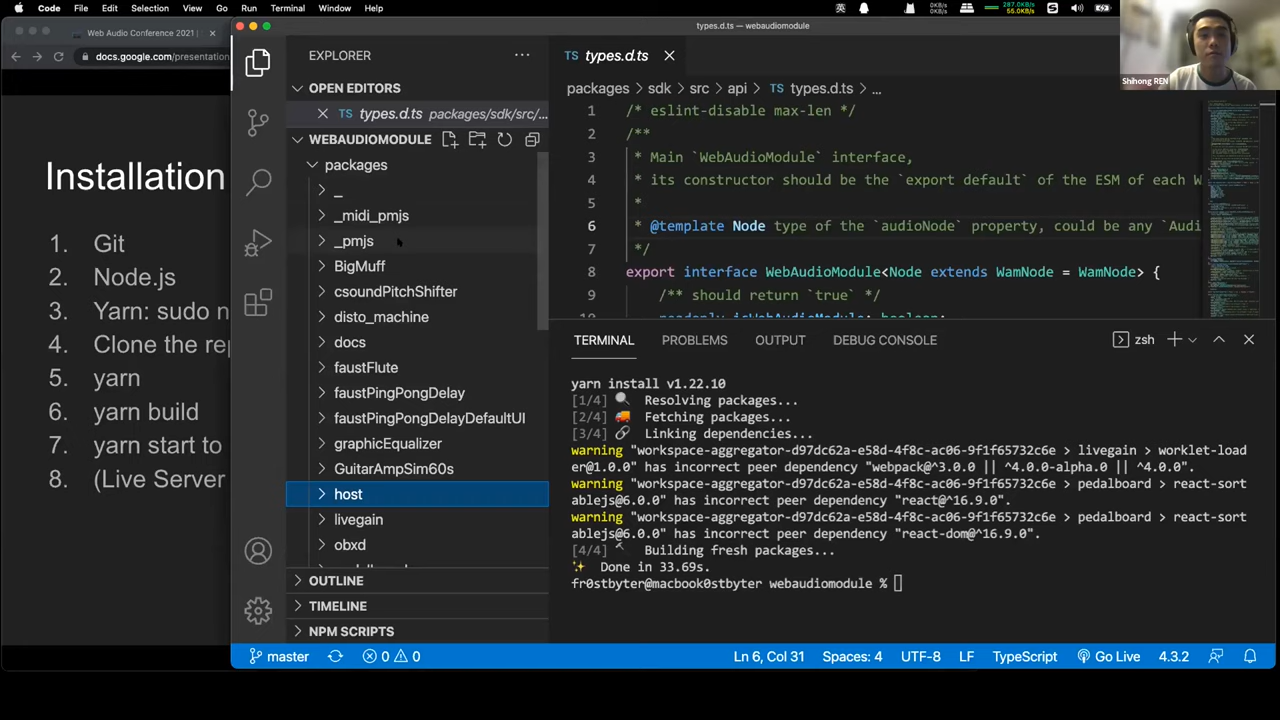 Code File Edit Selection View Go Run Terminal Window Help
0KB/s
0KB/s
287.0KB/s
55.0KB/s
Web Audio Conference 2021 |
docs.google.com/presentation
Installation
1. Git
2. Node.js
3. Yarn: sudo n
4. Clone the rep
5. yarn
6. yarn build
7. yarn start to
8. (Live Server
types.d.ts — webaudiomodule
EXPLORER
OPEN EDITORS
types.d.ts packages/sdk/src/...
WEBAUDIOMODULE
packages
_
_midi_pmjs
_pmjs
BigMuff
csoundPitchShifter
disto_machine
docs
faustFlute
faustPingPongDelay
faustPingPongDelayDefaultUI
graphicEqualizer
GuitarAmpSim60s
host
livegain
obxd
OUTLINE
TIMELINE
NPM SCRIPTS
TS types.d.ts
packages > sdk > src > api > TS types.d.ts > ...
1 /* eslint-disable max-len */
2 /**
3 * Main `WebAudioModule` interface,
4 * its constructor should be the `export default` of the ESM of each W
5 *
6 * @template Node type of the `audioNode` property, could be any `Audi
7 */
8 export interface WebAudioModule<Node extends WamNode = WamNode> {
9 /** should return `true` */
10 readonly isWebAudioModule: boolean;
TERMINAL PROBLEMS OUTPUT DEBUG CONSOLE
zsh
yarn install v1.22.10
[1/4] 🔍 Resolving packages...
[2/4] 🚚 Fetching packages...
[3/4] 🔗 Linking dependencies...
warning "workspace-aggregator-d97dc62a-e58d-4f8c-ac06-9f1f65732c6e > livegain > worklet-load
er@1.0.0" has incorrect peer dependency "webpack@^3.0.0 || ^4.0.0-alpha.0 || ^4.0.0".
warning "workspace-aggregator-d97dc62a-e58d-4f8c-ac06-9f1f65732c6e > pedalboard > react-sort
ablejs@6.0.0" has incorrect peer dependency "react@^16.9.0".
warning "workspace-aggregator-d97dc62a-e58d-4f8c-ac06-9f1f65732c6e > pedalboard > react-sort
ablejs@6.0.0" has incorrect peer dependency "react-dom@^16.9.0".
[4/4] 🔨 Building fresh packages...
✨ Done in 33.69s.
fr0stbyter@macbook0stbyter webaudiomodule %
master
0 0
Ln 6, Col 31 Spaces: 4 UTF-8 LF TypeScript Go Live 4.3.2
Shihong REN